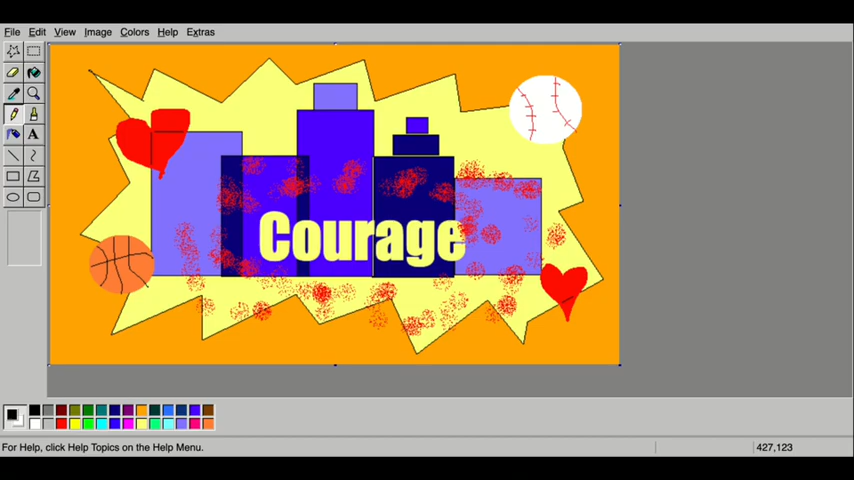 File Edit View Image Colors Help Extras
A
Courage
For Help, click Help Topics on the Help Menu.
427,123